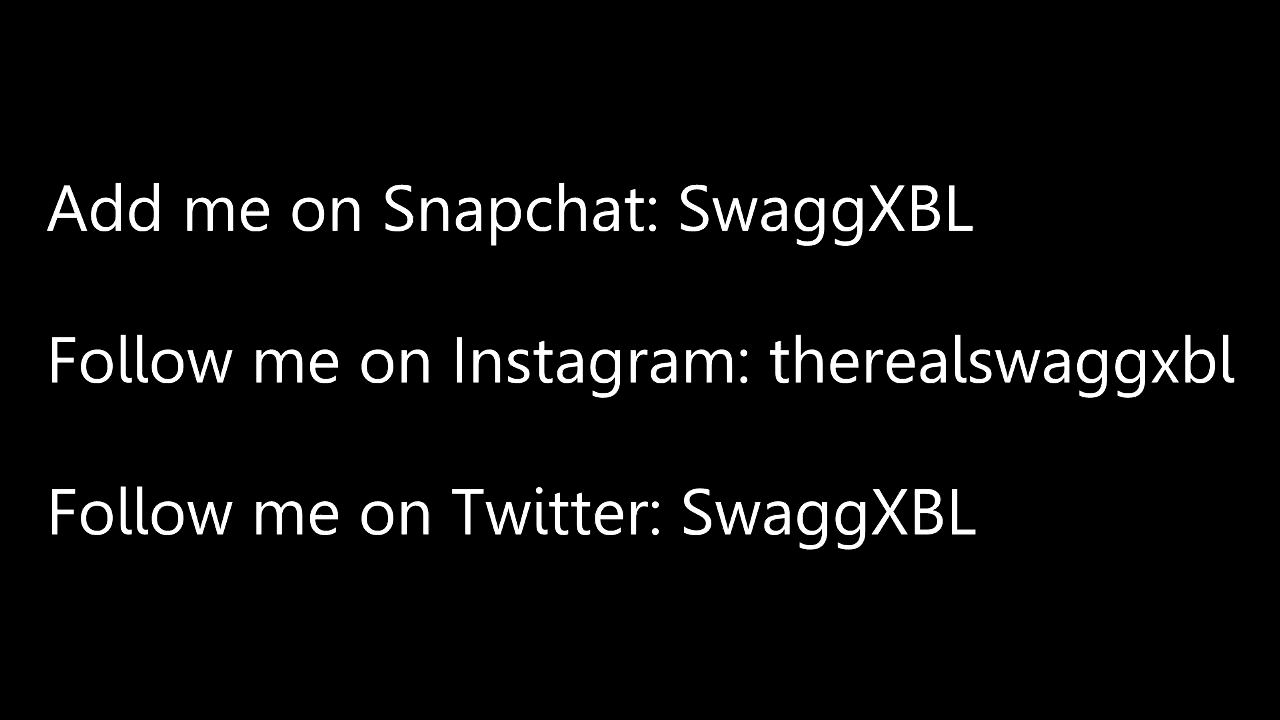 Add me on Snapchat: SwaggXBL
Follow me on Instagram: therealswaggxbl
Follow me on Twitter: SwaggXBL